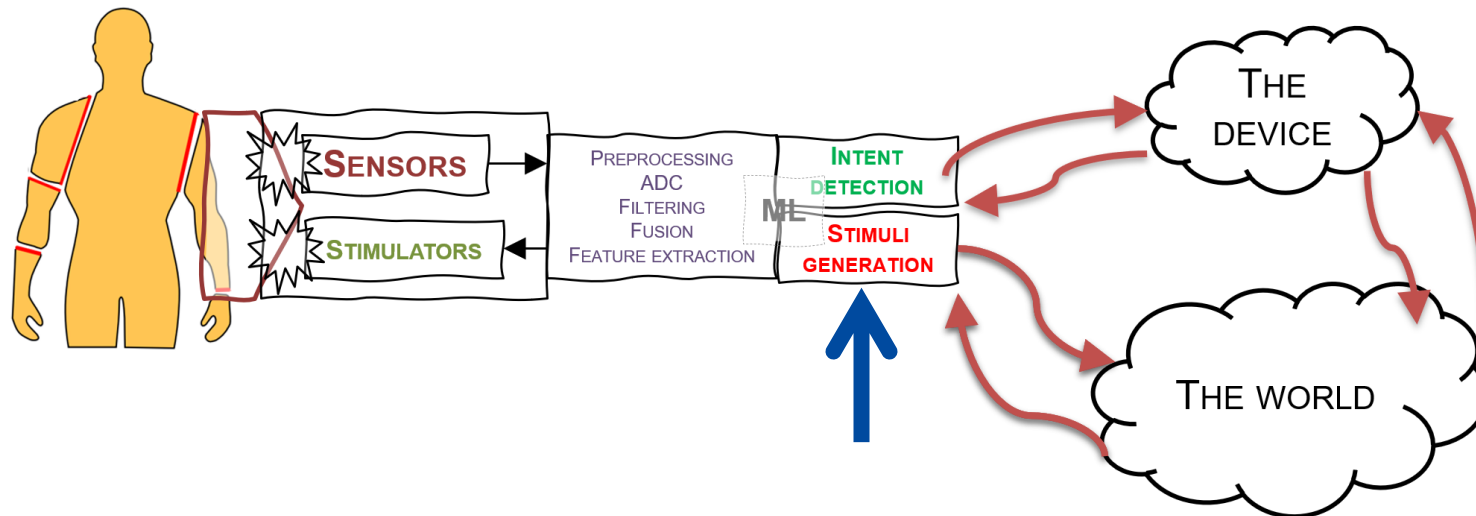 SENSORS
STIMULATORS
PREPROCESSING
ADC
FILTERING
FUSION
FEATURE EXTRACTION
ML
INTENT
DETECTION
STIMULI
GENERATION
THE
DEVICE
THE WORLD